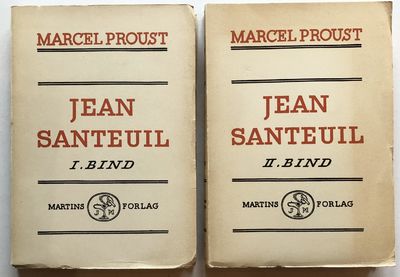 MARCEL PROUST
JEAN
SANTEUIL
I. BIND
MARTINS FORLAG
J M
MARCEL PROUST
JEAN
SANTEUIL
II. BIND
MARTINS FORLAG
J M